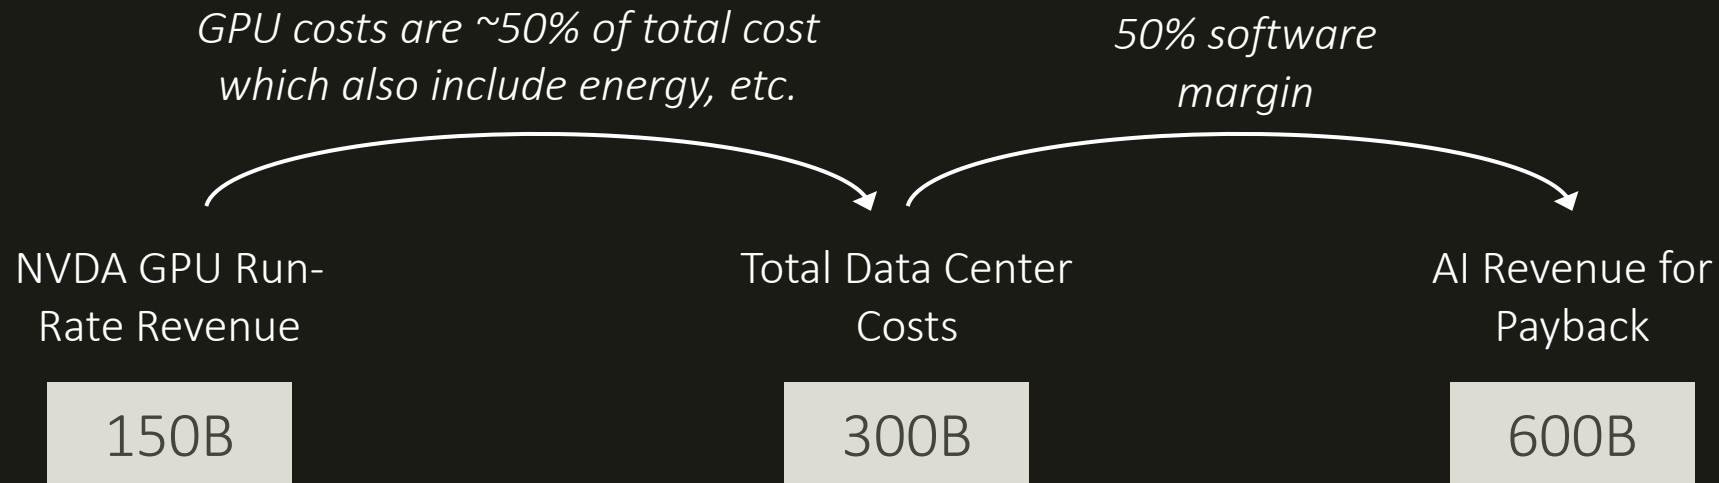 GPU costs are ~50% of total cost
which also include energy, etc.
50% software
margin
NVDA GPU Run-
Rate Revenue
Total Data Center
Costs
AI Revenue for
Payback
150B
300B
600B